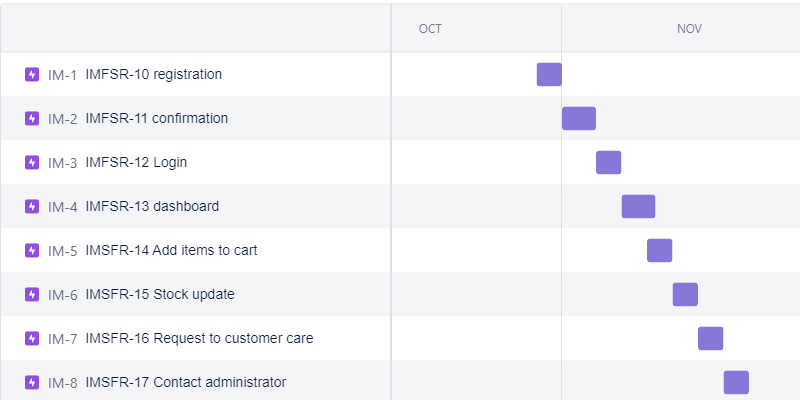 OCT NOV
IM-1 IMFSR-10 registration
IM-2 IMFSR-11 confirmation
IM-3 IMFSR-12 Login
IM-4 IMFSR-13 dashboard
IM-5 IMSFR-14 Add items to cart
IM-6 IMSFR-15 Stock update
IM-7 IMSFR-16 Request to customer care
IM-8 IMSFR-17 Contact administrator